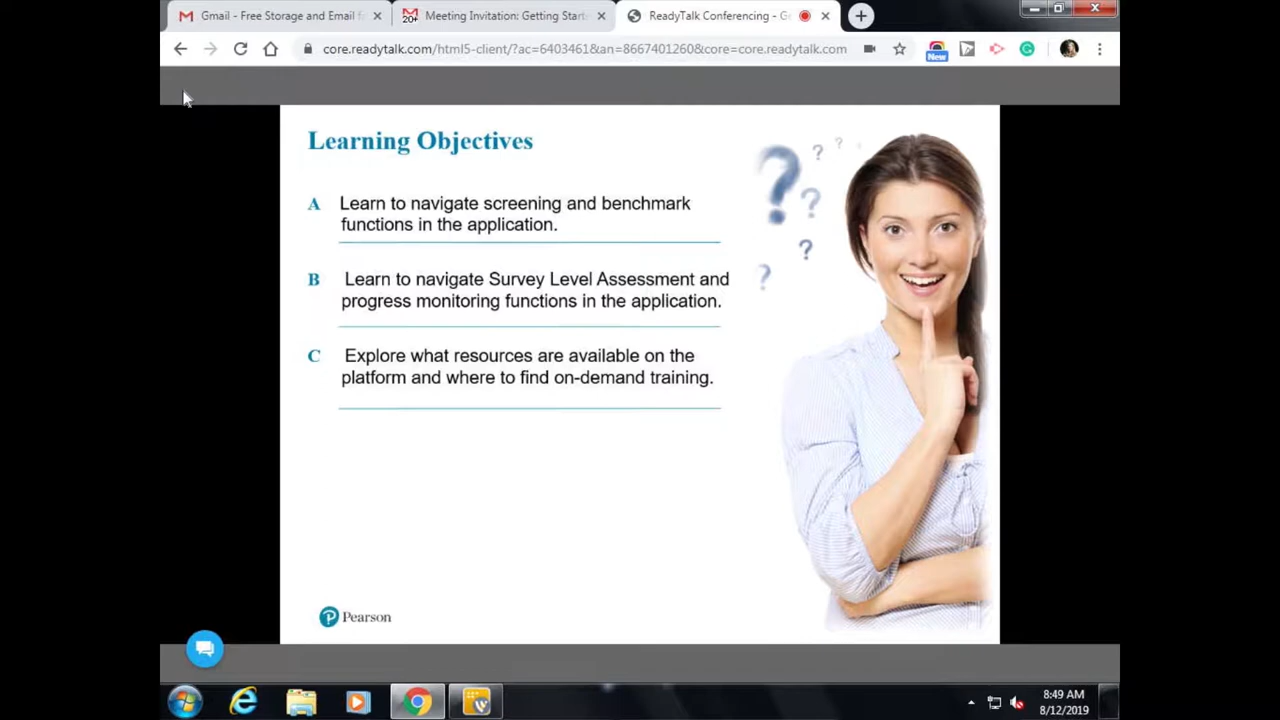 Gmail - Free Storage and Email f
20+
Meeting Invitation: Getting Start
ReadyTalk Conferencing - Ge
core.readytalk.com/html5-client/?ac=6403461&an=8667401260&core=core.readytalk.com
New
Learning Objectives
A Learn to navigate screening and benchmark
functions in the application.
B Learn to navigate Survey Level Assessment and
progress monitoring functions in the application.
C Explore what resources are available on the
platform and where to find on-demand training.
? ? ? ? ? ?
P Pearson
8:49 AM
8/12/2019